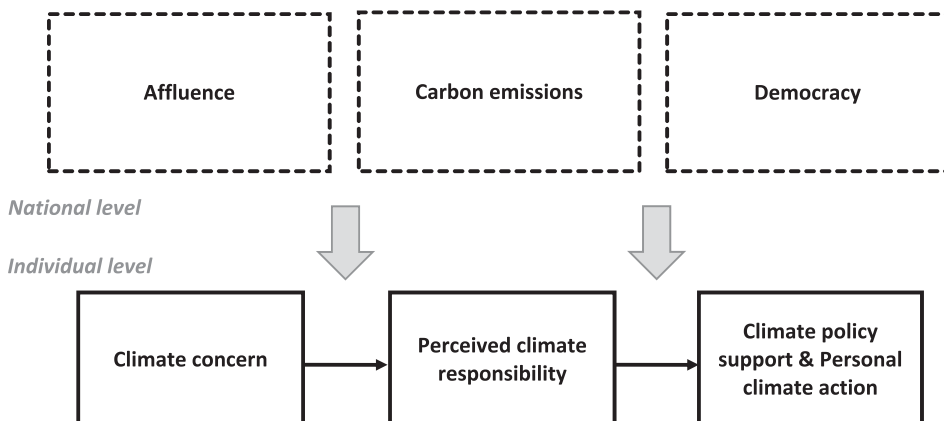 Affluence
Carbon emissions
Democracy
National level
Individual level
Climate concern
Perceived climate
responsibility
Climate policy
support & Personal
climate action